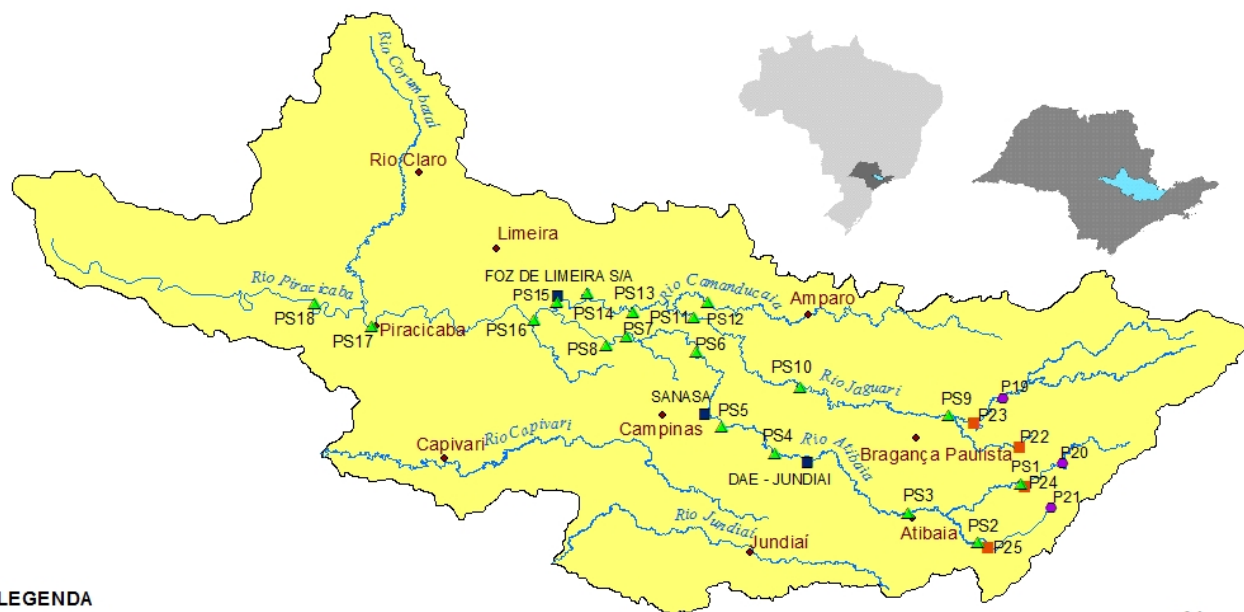 Rio Corumbataí
Rio Claro
Limeira
FOZ DE LIMEIRA S/A
Rio Piracicaba
PS18
PS17
Piracicaba
PS16
PS15
PS14
PS13
Rio Camanducaia
PS11
PS12
Amparo
PS8
PS7
PS6
PS10
Rio Jaguari
PS9
P19
P23
P22
SANASA
PS5
Campinas
PS4
Rio Atibaia
Bragança Paulista
P20
PS1
P24
P21
DAE - JUNDIAI
Capivari
Rio Capivari
PS3
Atibaia
PS2
P25
Rio Jundiaí
Jundiaí
LEGENDA